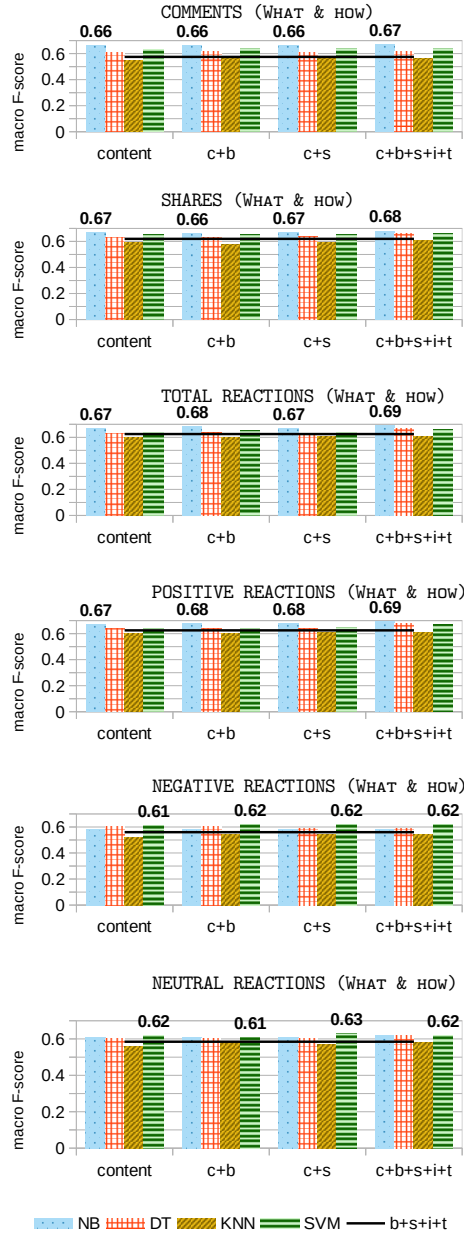 COMMENTS (What & how)
0.66 0.66 0.66 0.67
macro F-score
0.6
0.4
0.2
0
content c+b c+s c+b+s+i+t
SHARES (What & how)
0.67 0.66 0.67 0.68
macro F-score
0.6
0.4
0.2
0
content c+b c+s c+b+s+i+t
TOTAL REACTIONS (What & how)
0.67 0.68 0.67 0.69
macro F-score
0.6
0.4
0.2
0
content c+b c+s c+b+s+i+t
POSITIVE REACTIONS (What & how)
0.67 0.68 0.68 0.69
macro F-score
0.6
0.4
0.2
0
content c+b c+s c+b+s+i+t
NEGATIVE REACTIONS (What & how)
0.61 0.62 0.62 0.62
macro F-score
0.6
0.4
0.2
0
content c+b c+s c+b+s+i+t
NEUTRAL REACTIONS (What & how)
0.62 0.61 0.63 0.62
macro F-score
0.6
0.4
0.2
0
content c+b c+s c+b+s+i+t
NB DT KNN SVM b+s+i+t